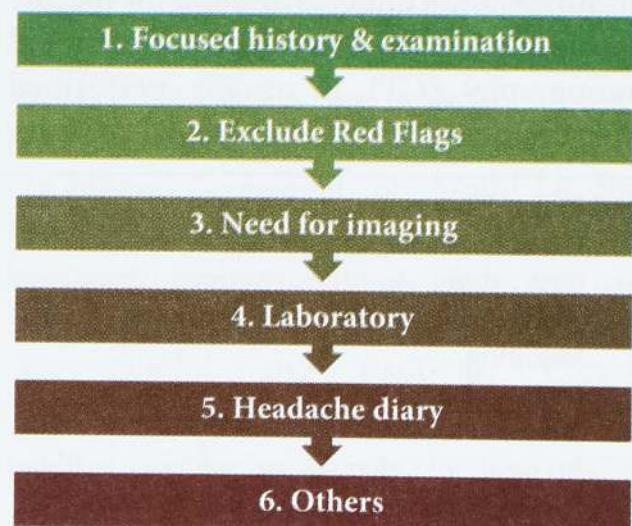 1. Focused history & examination
2. Exclude Red Flags
3. Need for imaging
4. Laboratory
5. Headache diary
6. Others